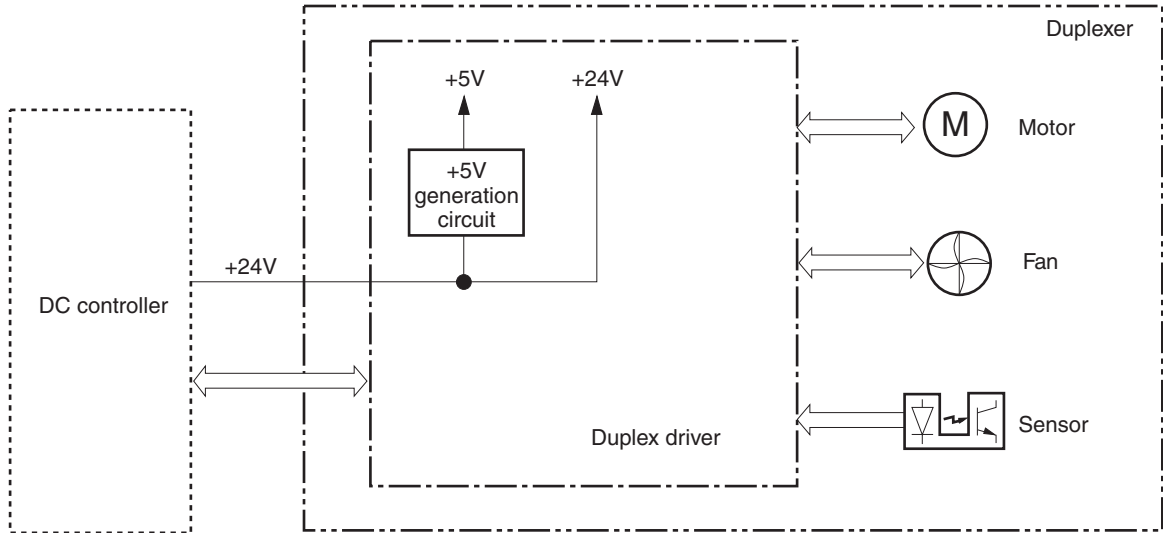 Duplexer
+5V
+24V
M
Motor
+5V
generation
circuit
+24V
Fan
DC controller
Sensor
Duplex driver